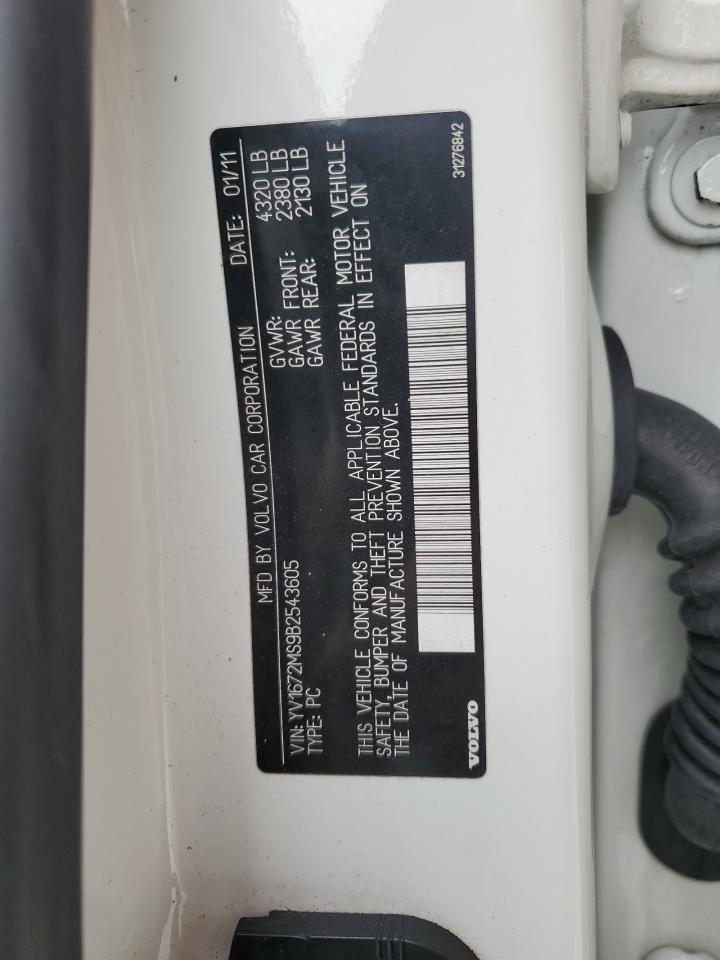 MFD BY VOLVO CAR CORPORATION DATE: 01/11
GVWR: 4320 LB
GAWR FRONT: 2380 LB
GAWR REAR: 2130 LB
VIN: YV1672MS9B2543605
TYPE: PC
THIS VEHICLE CONFORMS TO ALL APPLICABLE FEDERAL MOTOR VEHICLE
SAFETY, BUMPER AND THEFT PREVENTION STANDARDS IN EFFECT ON
THE DATE OF MANUFACTURE SHOWN ABOVE.
VOLVO
31276842